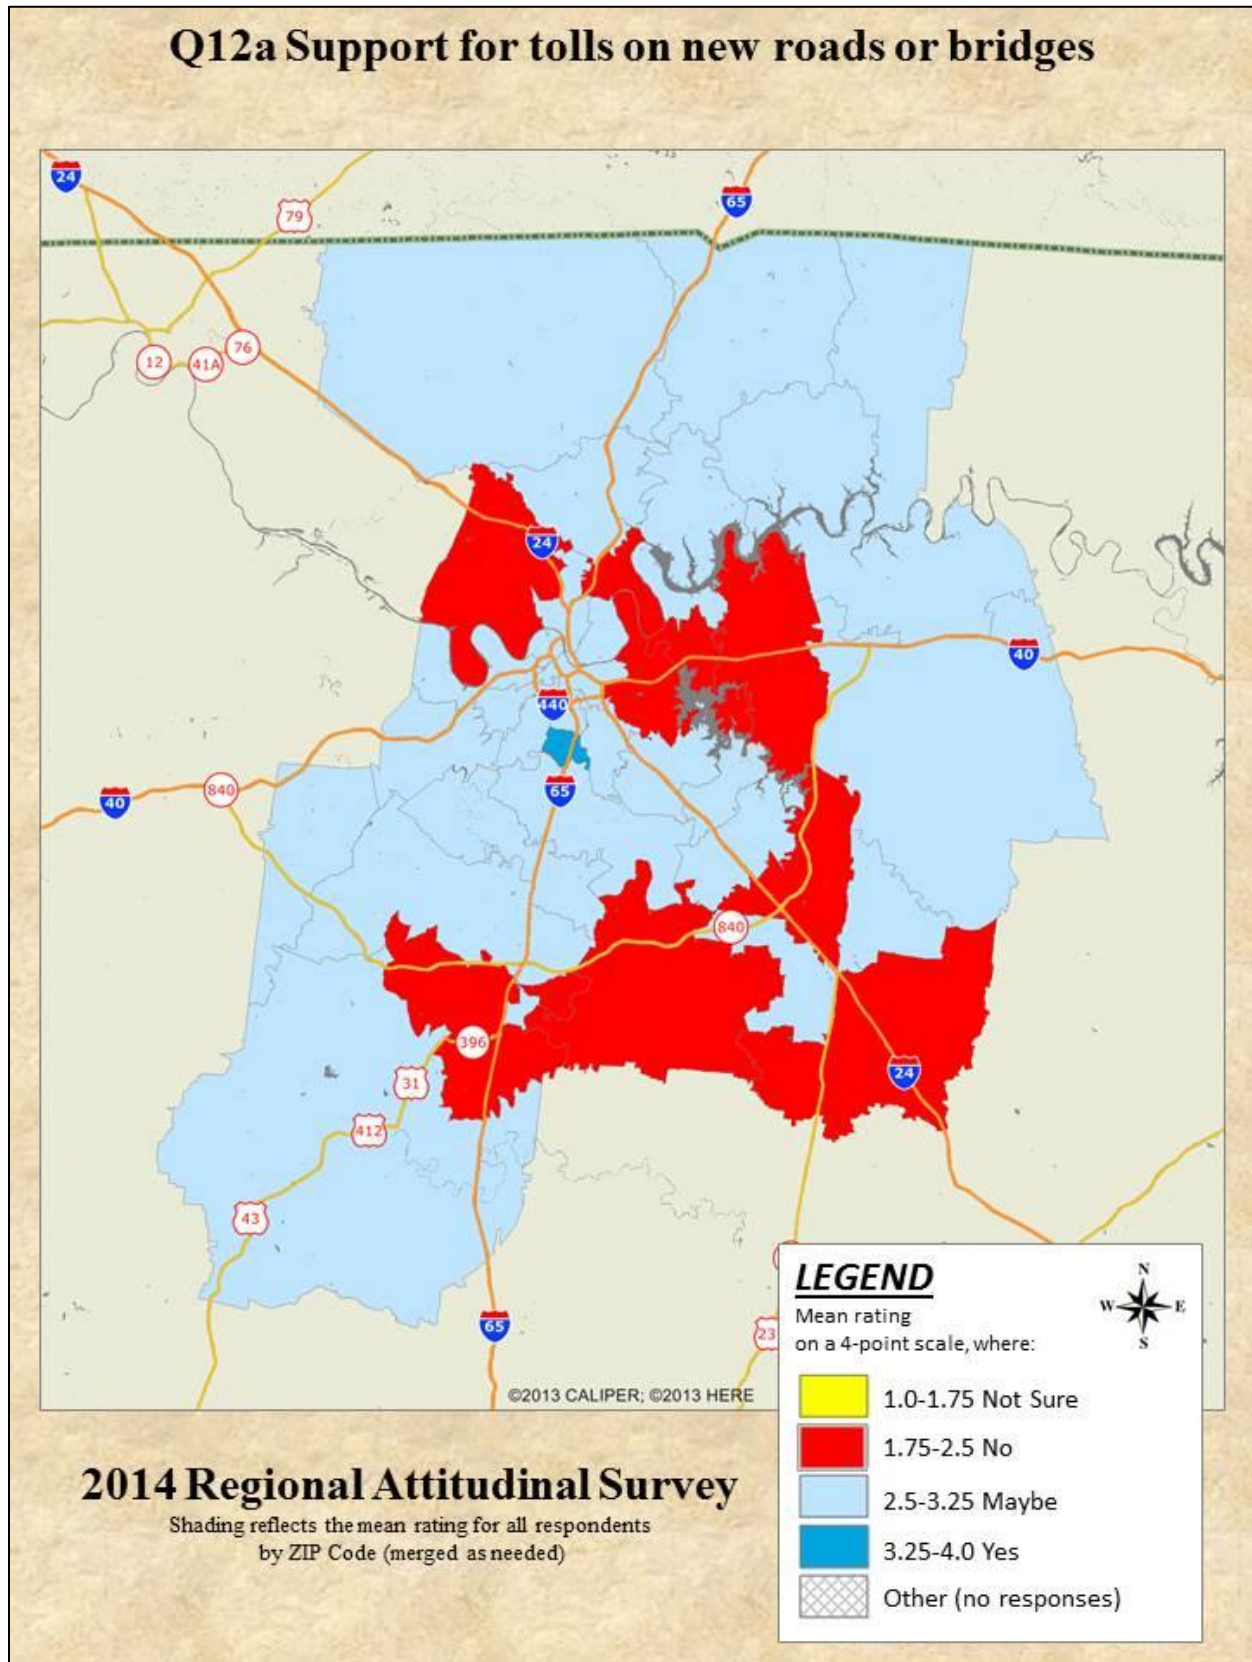 Q12a Support for tolls on new roads or bridges
24
79
65
12
41A
76
24
40
440
840
40
65
840
396
31
24
412
43
65
23
©2013 CALIPER; ©2013 HERE
LEGEND
Mean rating
on a 4-point scale, where:
N
W E
S
1.0-1.75 Not Sure
1.75-2.5 No
2.5-3.25 Maybe
3.25-4.0 Yes
Other (no responses)
2014 Regional Attitudinal Survey
Shading reflects the mean rating for all respondents
by ZIP Code (merged as needed)